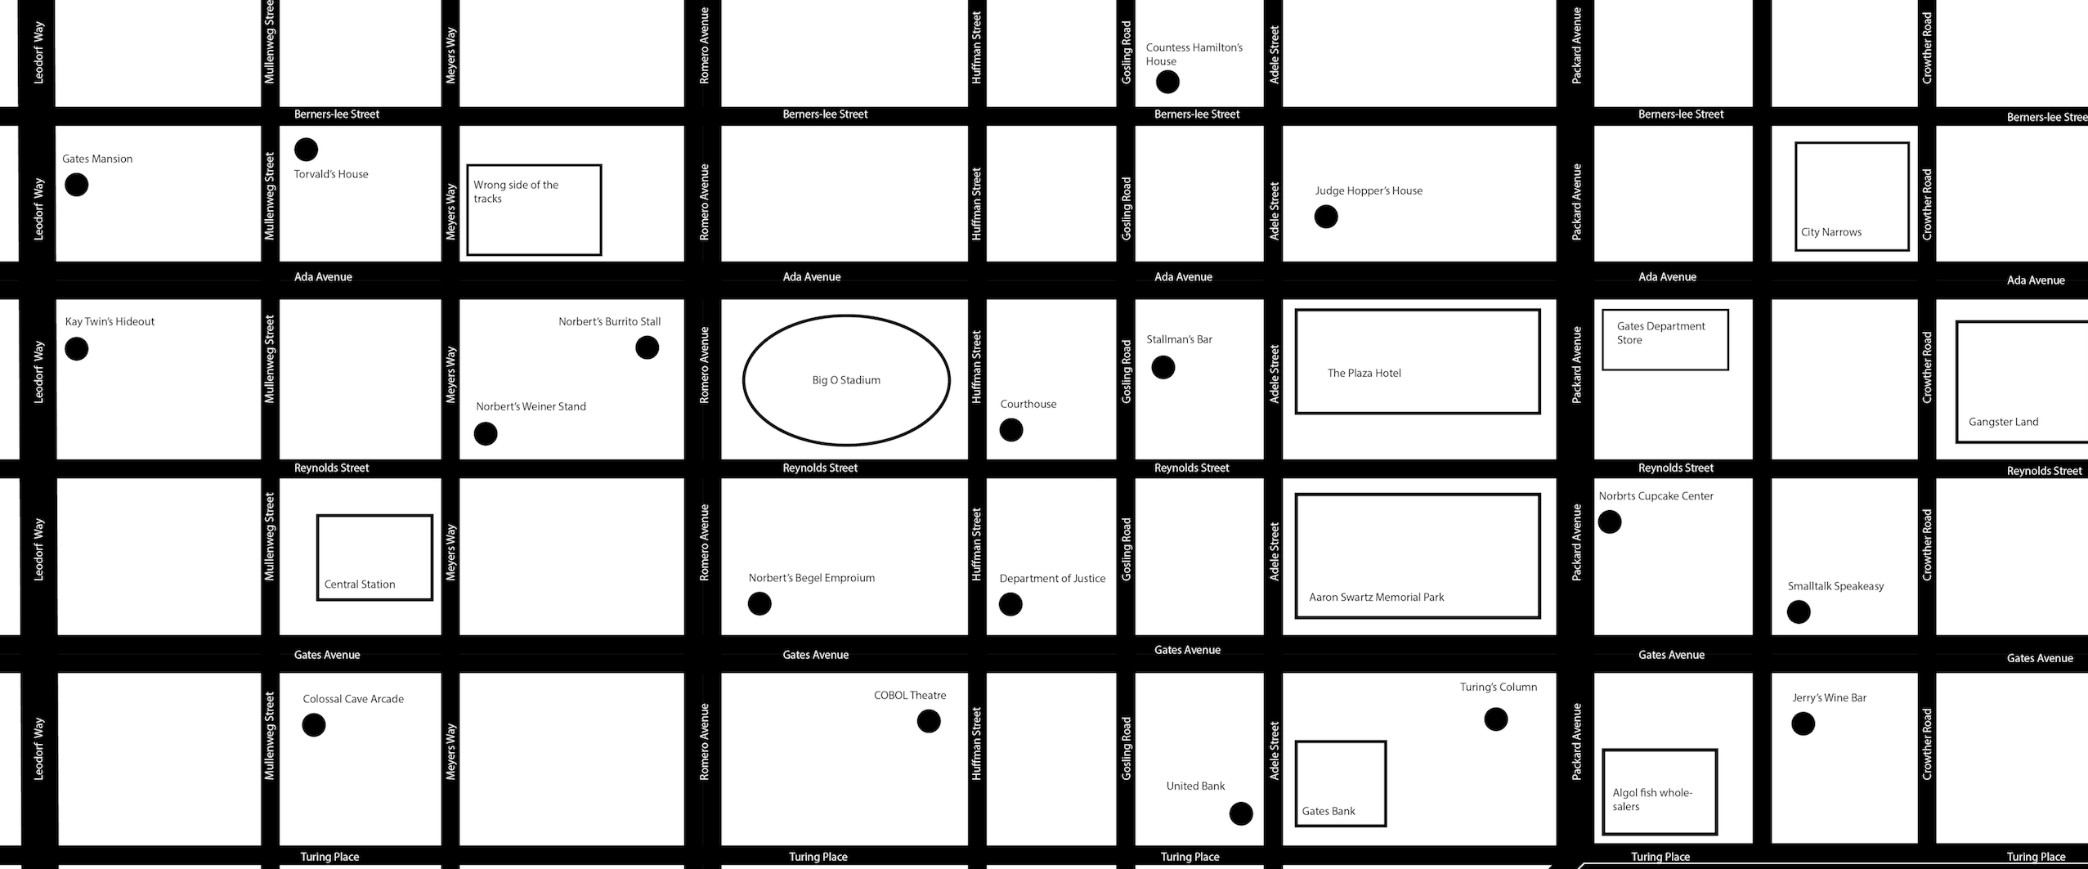 Leodorf Way
Mullenweg Street
Meyers Way
Romero Avenue
Huffman Street
Gosling Road
Countess Hamilton's
House
Adele Street
Packard Avenue
Crowther Road
Berners-lee Street
Berners-lee Street
Berners-lee Street
Berners-lee Street
Berners-lee Stree
Leodorf Way
Gates Mansion
Mullenweg Street
Torvald's House
Meyers Way
Wrong side of the
tracks
Romero Avenue
Huffman Street
Gosling Road
Adele Street
Judge Hopper's House
Packard Avenue
City Narrows
Crowther Road
Ada Avenue
Ada Avenue
Ada Avenue
Ada Avenue
Ada Avenue
Leodorf Way
Kay Twin's Hideout
Mullenweg Street
Meyers Way
Norbert's Burrito Stall
Norbert's Weiner Stand
Romero Avenue
Big O Stadium
Huffman Street
Courthouse
Gosling Road
Stallman's Bar
Adele Street
The Plaza Hotel
Packard Avenue
Gates Department
Store
Crowther Road
Gangster Land
Reynolds Street
Reynolds Street
Reynolds Street
Reynolds Street
Reynolds Street
Leodorf Way
Mullenweg Street
Central Station
Meyers Way
Romero Avenue
Norbert's Begel Emproium
Huffman Street
Department of Justice
Gosling Road
Adele Street
Aaron Swartz Memorial Park
Packard Avenue
Norbrts Cupcake Center
Smalltalk Speakeasy
Crowther Road
Gates Avenue
Gates Avenue
Gates Avenue
Gates Avenue
Gates Avenue
Leodorf Way
Mullenweg Street
Colossal Cave Arcade
Meyers Way
Romero Avenue
COBOL Theatre
Huffman Street
Gosling Road
United Bank
Adele Street
Gates Bank
Turing's Column
Packard Avenue
Algol fish whole-
salers
Jerry's Wine Bar
Crowther Road
Turing Place
Turing Place
Turing Place
Turing Place
Turing Place